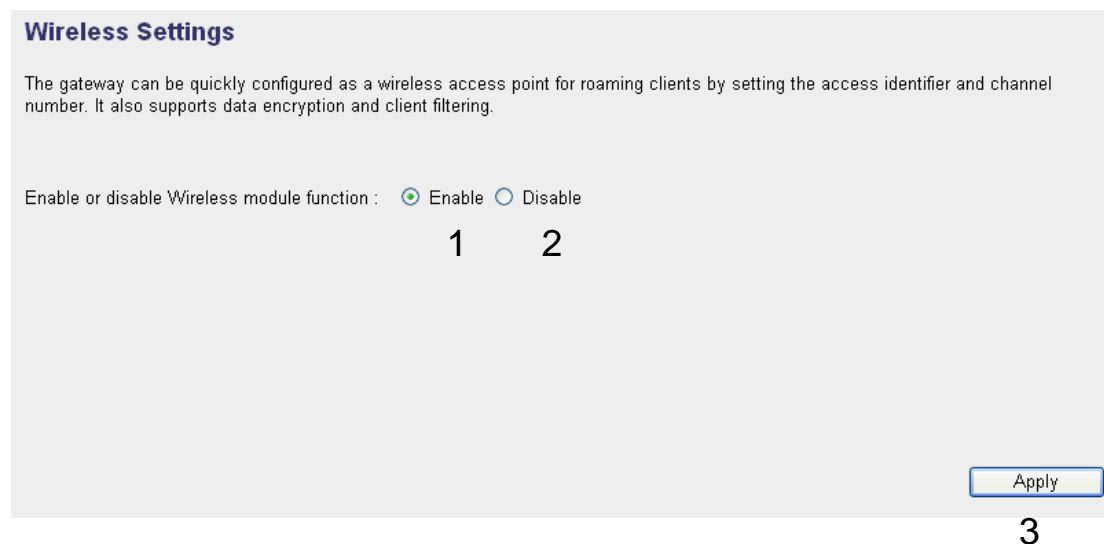 Wireless Settings
The gateway can be quickly configured as a wireless access point for roaming clients by setting the access identifier and channel
number. It also supports data encryption and client filtering.
Enable or disable Wireless module function : Enable Disable
1 2
Apply
3